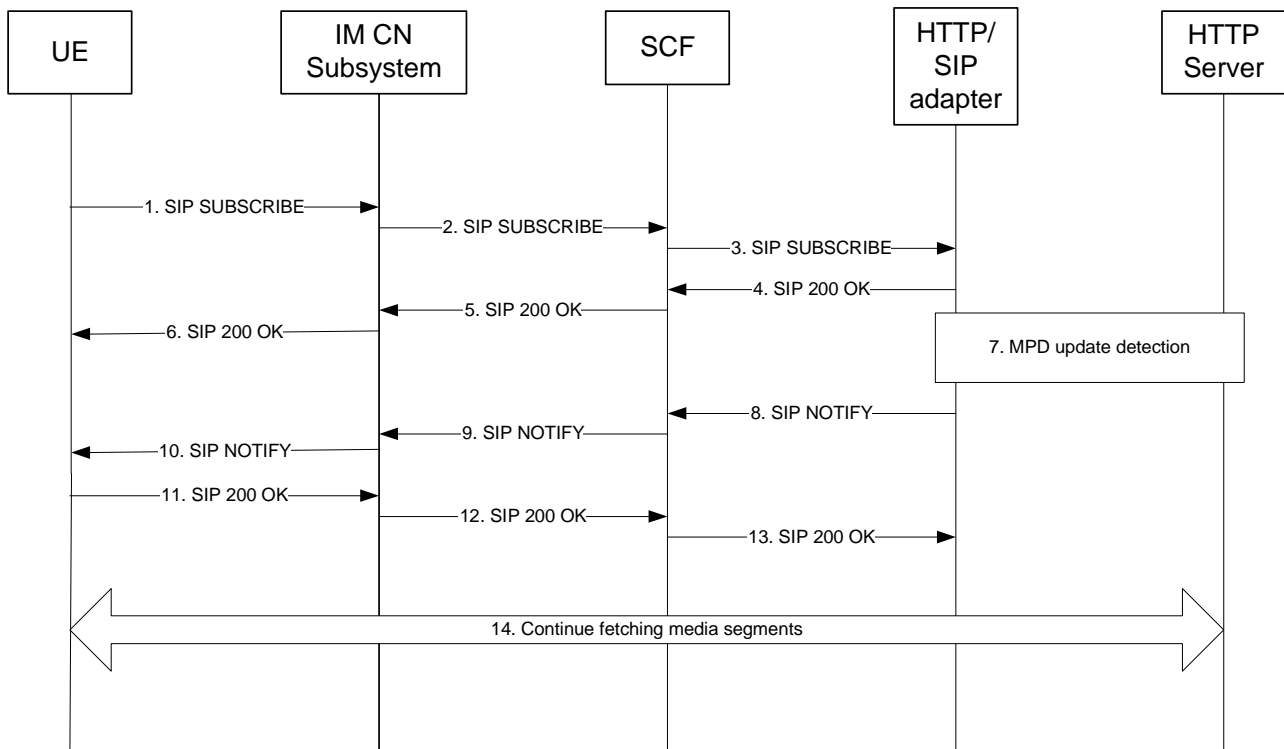 UE
IM CN
Subsystem
SCF
HTTP/
SIP
adapter
HTTP
Server
1. SIP SUBSCRIBE
2. SIP SUBSCRIBE
3. SIP SUBSCRIBE
4. SIP 200 OK
5. SIP 200 OK
6. SIP 200 OK
7. MPD update detection
8. SIP NOTIFY
9. SIP NOTIFY
10. SIP NOTIFY
11. SIP 200 OK
12. SIP 200 OK
13. SIP 200 OK
14. Continue fetching media segments